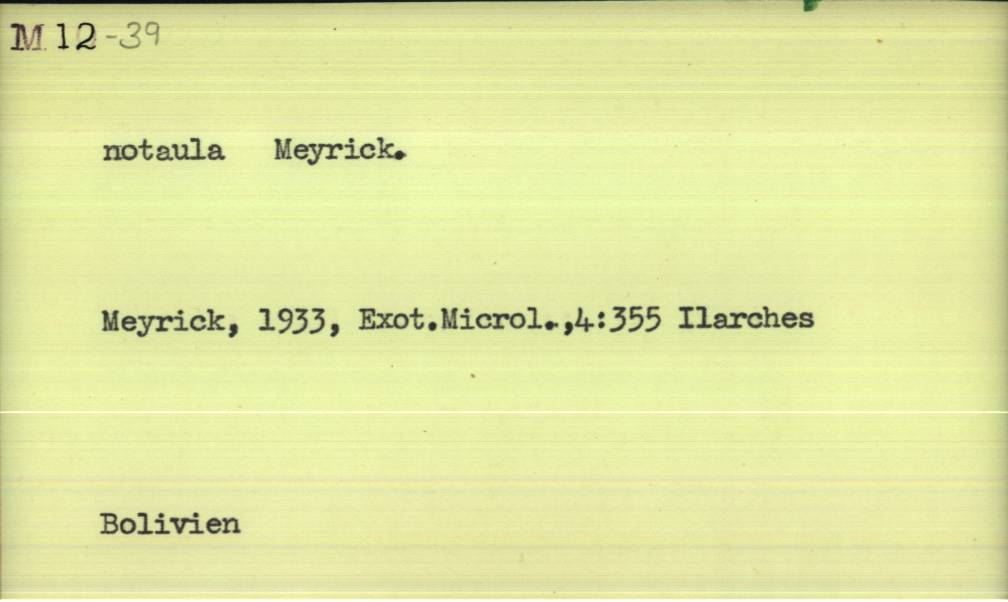 M 12-39
notaula Meyrick.
Meyrick, 1933, Exot.Microl.,4:355 Ilarches
Bolivien